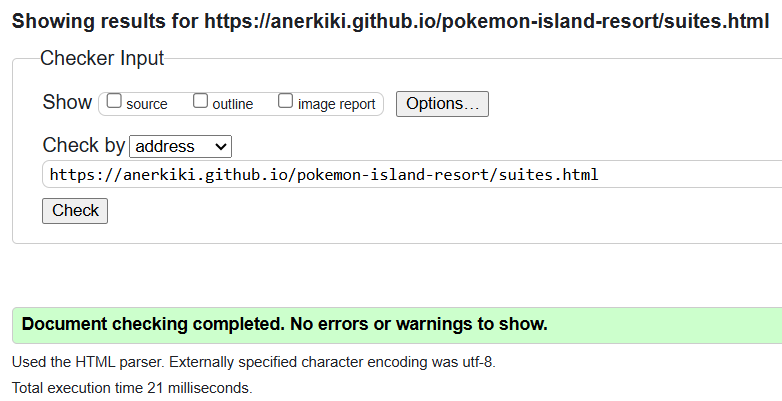 Showing results for https://anerkiki.github.io/pokemon-island-resort/suites.html
Checker Input
Show source outline image report Options…
Check by address
https://anerkiki.github.io/pokemon-island-resort/suites.html
Check
Document checking completed. No errors or warnings to show.
Used the HTML parser. Externally specified character encoding was utf-8.
Total execution time 21 milliseconds.